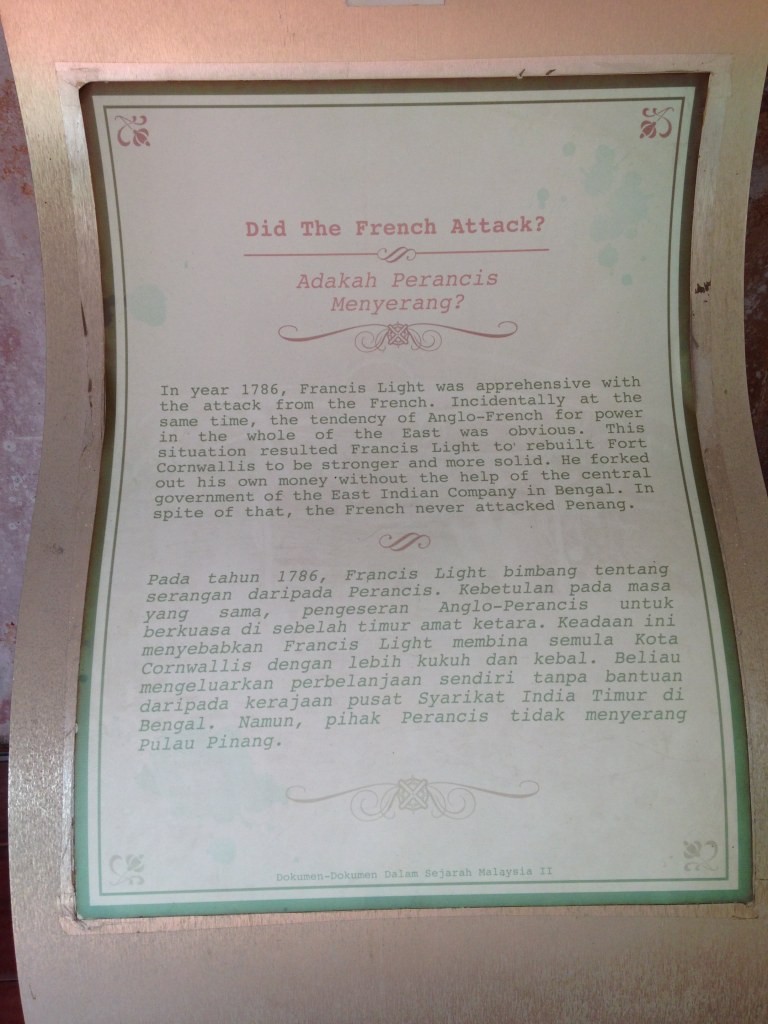 Did The French Attack?
Adakah Perancis
Menyerang?
In year 1786, Francis Light was apprehensive with
the attack from the French. Incidentally at the
same time, the tendency of Anglo-French for power
in the whole of the East was obvious. This
situation resulted Francis Light to rebuilt Fort
Cornwallis to be stronger and more solid. He forked
out his own money without the help of the central
government of the East Indian Company in Bengal. In
spite of that, the French never attacked Penang.
Pada tahun 1786, Francis Light bimbang tentang
serangan daripada Perancis. Kebetulan pada masa
yang sama, pengeseran Anglo-Perancis untuk
berkuasa di sebelah timur amat ketara. Keadaan ini
menyebabkan Francis Light membina semula Kota
Cornwallis dengan lebih kukuh dan kebal. Beliau
mengeluarkan perbelanjaan sendiri tanpa bantuan
daripada kerajaan pusat Syarikat India Timur di
Bengal. Namun, pihak Perancis tidak menyerang
Pulau Pinang.
Dokumen-Dokumen Dalam Sejarah Malaysia II